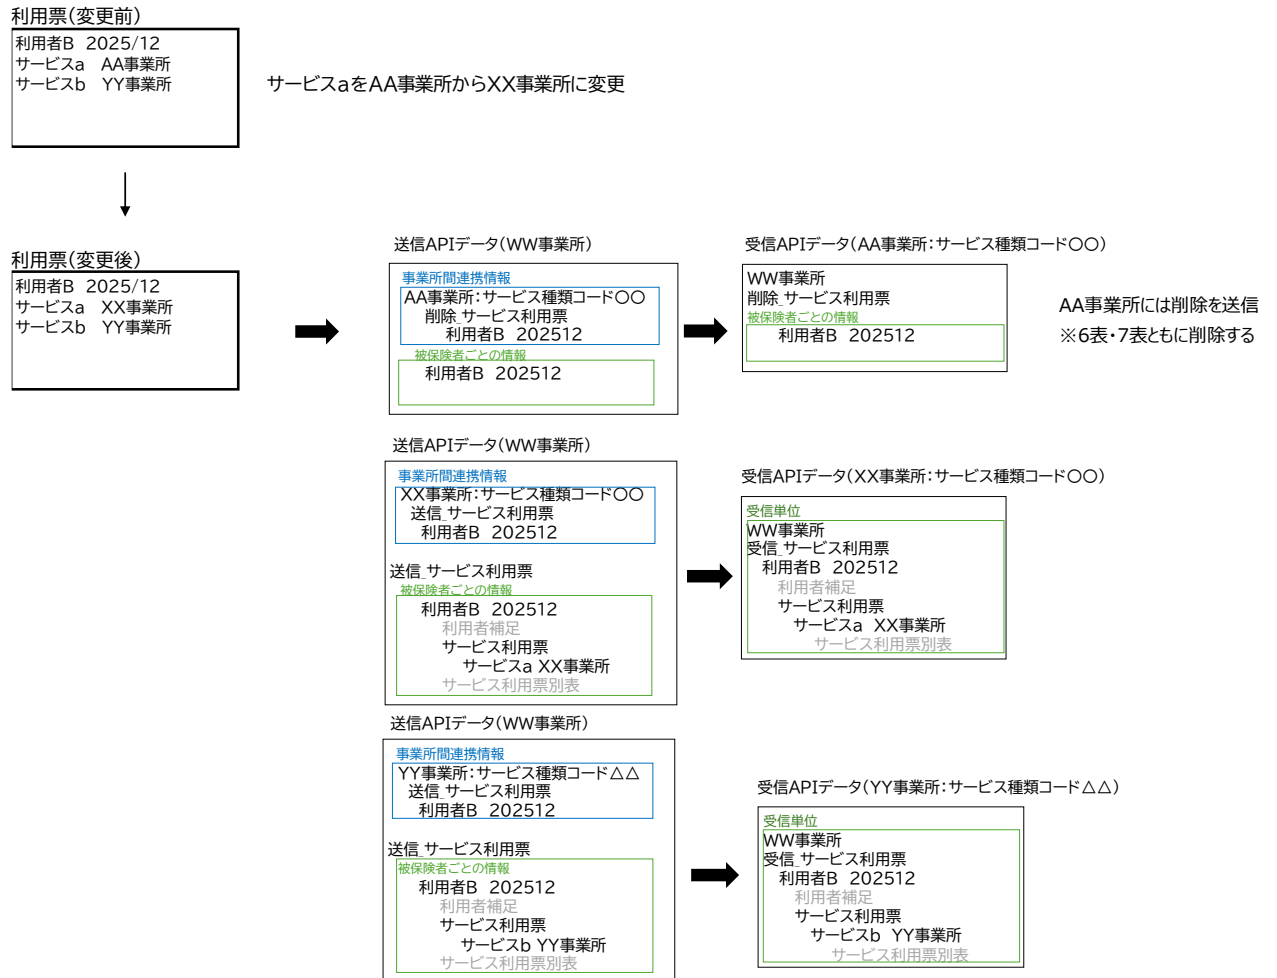 利用票(変更前)
利用者B 2025/12
サービスa AA事業所
サービスb YY事業所
サービスaをAA事業所からXX事業所に変更
利用票(変更後)
利用者B 2025/12
サービスa XX事業所
サービスb YY事業所
送信APIデータ(WW事業所)
事業所間連携情報
AA事業所:サービス種類コード〇〇
削除_サービス利用票
利用者B 202512
被保険者ごとの情報
利用者B 202512
受信APIデータ(AA事業所:サービス種類コード〇〇)
WW事業所
削除_サービス利用票
被保険者ごとの情報
利用者B 202512
AA事業所には削除を送信
※6表・7表ともに削除する
送信APIデータ(WW事業所)
事業所間連携情報
XX事業所:サービス種類コード〇〇
送信_サービス利用票
利用者B 202512
送信_サービス利用票
被保険者ごとの情報
利用者B 202512
利用者補足
サービス利用票
サービスa XX事業所
サービス利用票別表
受信APIデータ(XX事業所:サービス種類コード〇〇)
受信単位
WW事業所
受信_サービス利用票
利用者B 202512
利用者補足
サービス利用票
サービスa XX事業所
サービス利用票別表
送信APIデータ(WW事業所)
事業所間連携情報
YY事業所:サービス種類コード△△
送信_サービス利用票
利用者B 202512
送信_サービス利用票
被保険者ごとの情報
利用者B 202512
利用者補足
サービス利用票
サービスb YY事業所
サービス利用票別表
受信APIデータ(YY事業所:サービス種類コード△△)
受信単位
WW事業所
受信_サービス利用票
利用者B 202512
利用者補足
サービス利用票
サービスb YY事業所
サービス利用票別表